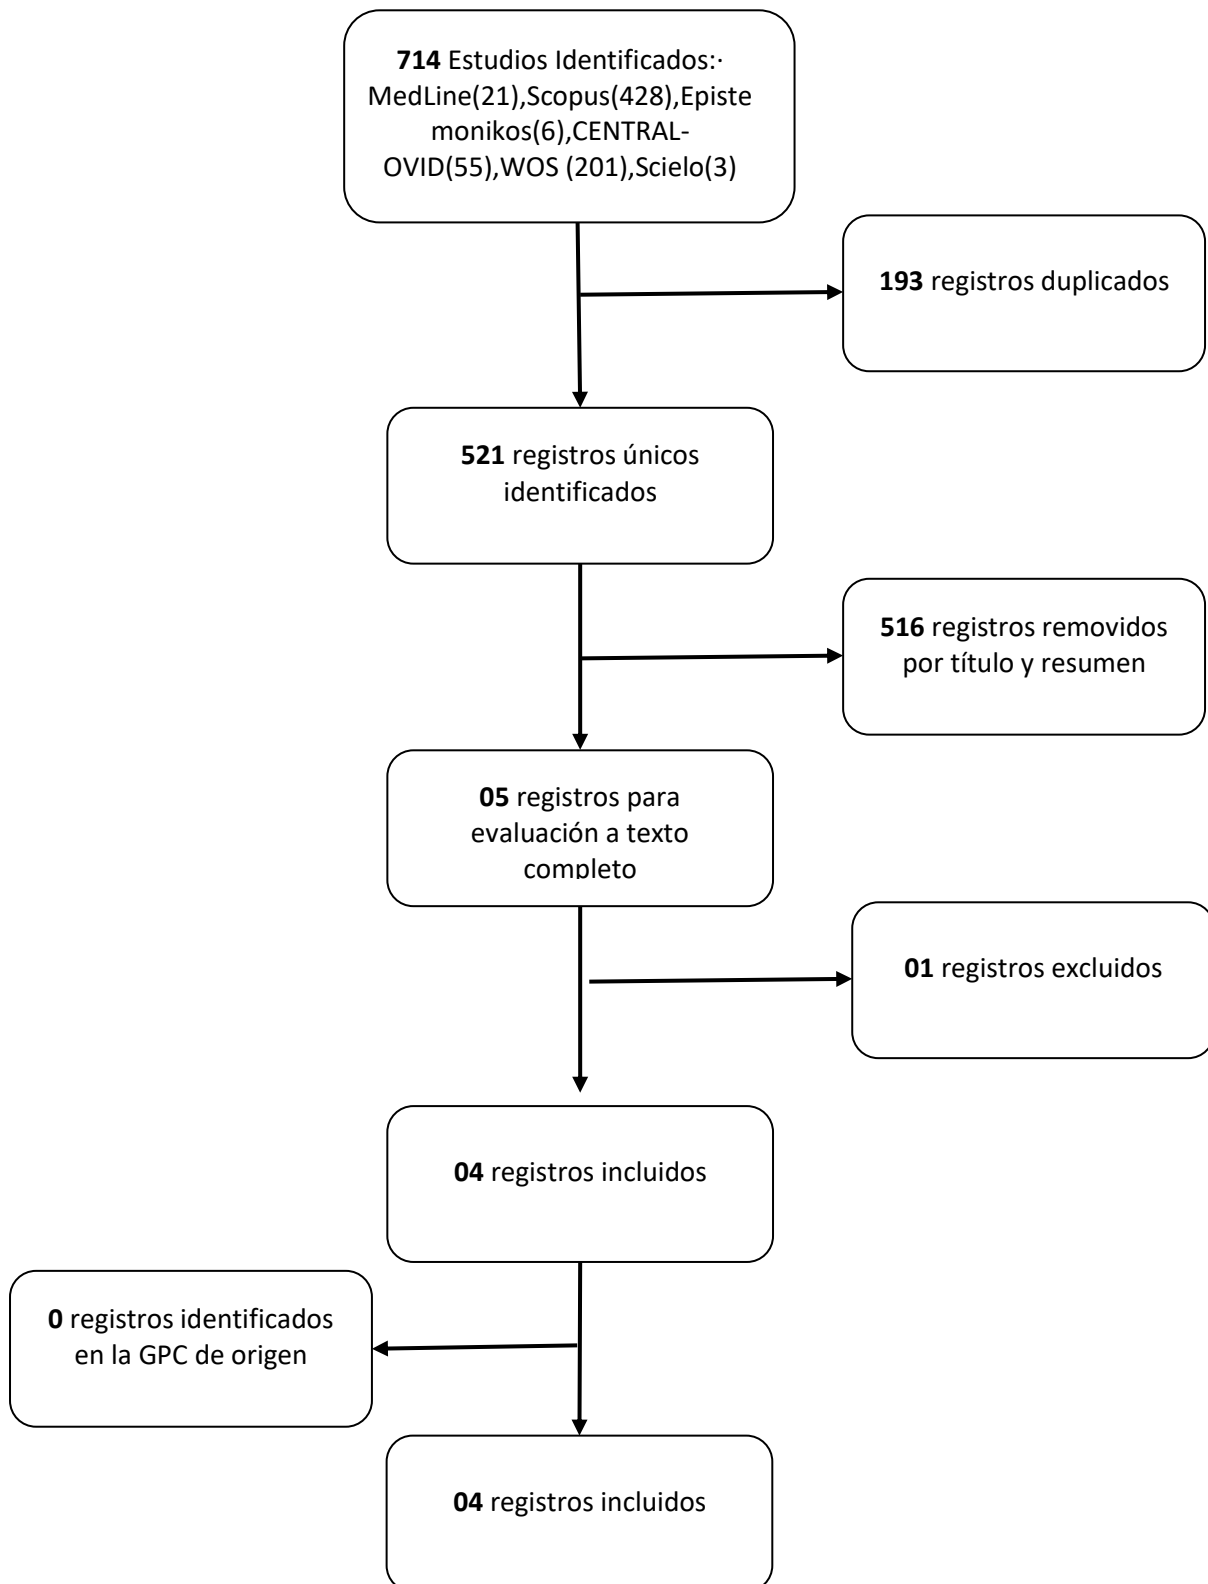 714 Estudios Identificados:·
MedLine(21),Scopus(428),Episte
monikos(6),CENTRAL-
OVID(55),WOS (201),Scielo(3)
193 registros duplicados
521 registros únicos
identificados
516 registros removidos
por título y resumen
05 registros para
evaluación a texto
completo
01 registros excluidos
04 registros incluidos
0 registros identificados
en la GPC de origen
04 registros incluidos